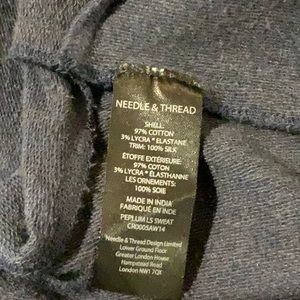 NEEDLE & THREAD
SHELL:
97% COTTON
3% LYCRA® ELASTANE
TRIM: 100% SILK
ÉTOFFE EXTÉRIEURE:
97% COTTON
3% LYCRA® ÉLASTHANNE
LES ORNEMENTS:
100% SOIE
MADE IN INDIA
FABRIQUÉ EN INDE
PEPLUM LS SWEAT
CR0005AW14
Needle & Thread Design Limited
Lower Ground Floor
Greater London House
Hampstead Road
London NW1 7QX